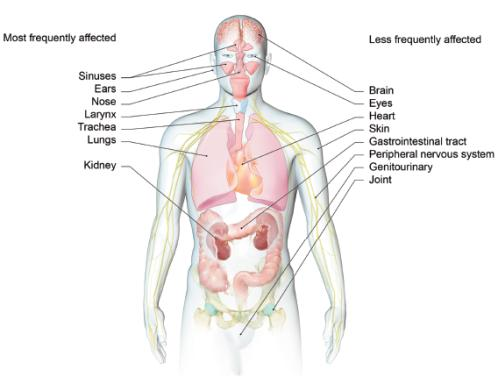 Most frequently affected
Sinuses
Ears
Nose
Larynx
Trachea
Lungs
Kidney
Less frequently affected
Brain
Eyes
Heart
Skin
Gastrointestinal tract
Peripheral nervous system
Genitourinary
Joint